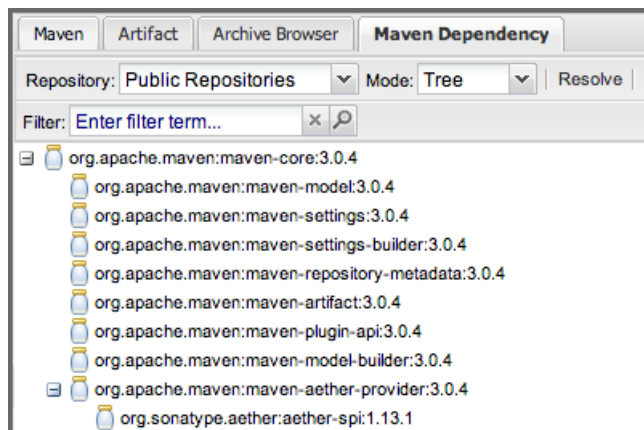 Maven Artifact Archive Browser Maven Dependency
Repository: Public Repositories Mode: Tree Resolve
Filter: Enter filter term...
org.apache.maven:maven-core:3.0.4
org.apache.maven:maven-model:3.0.4
org.apache.maven:maven-settings:3.0.4
org.apache.maven:maven-settings-builder:3.0.4
org.apache.maven:maven-repository-metadata:3.0.4
org.apache.maven:maven-artifact:3.0.4
org.apache.maven:maven-plugin-api:3.0.4
org.apache.maven:maven-model-builder:3.0.4
org.apache.maven:maven-aether-provider:3.0.4
org.sonatype.aether:aether-spi:1.13.1